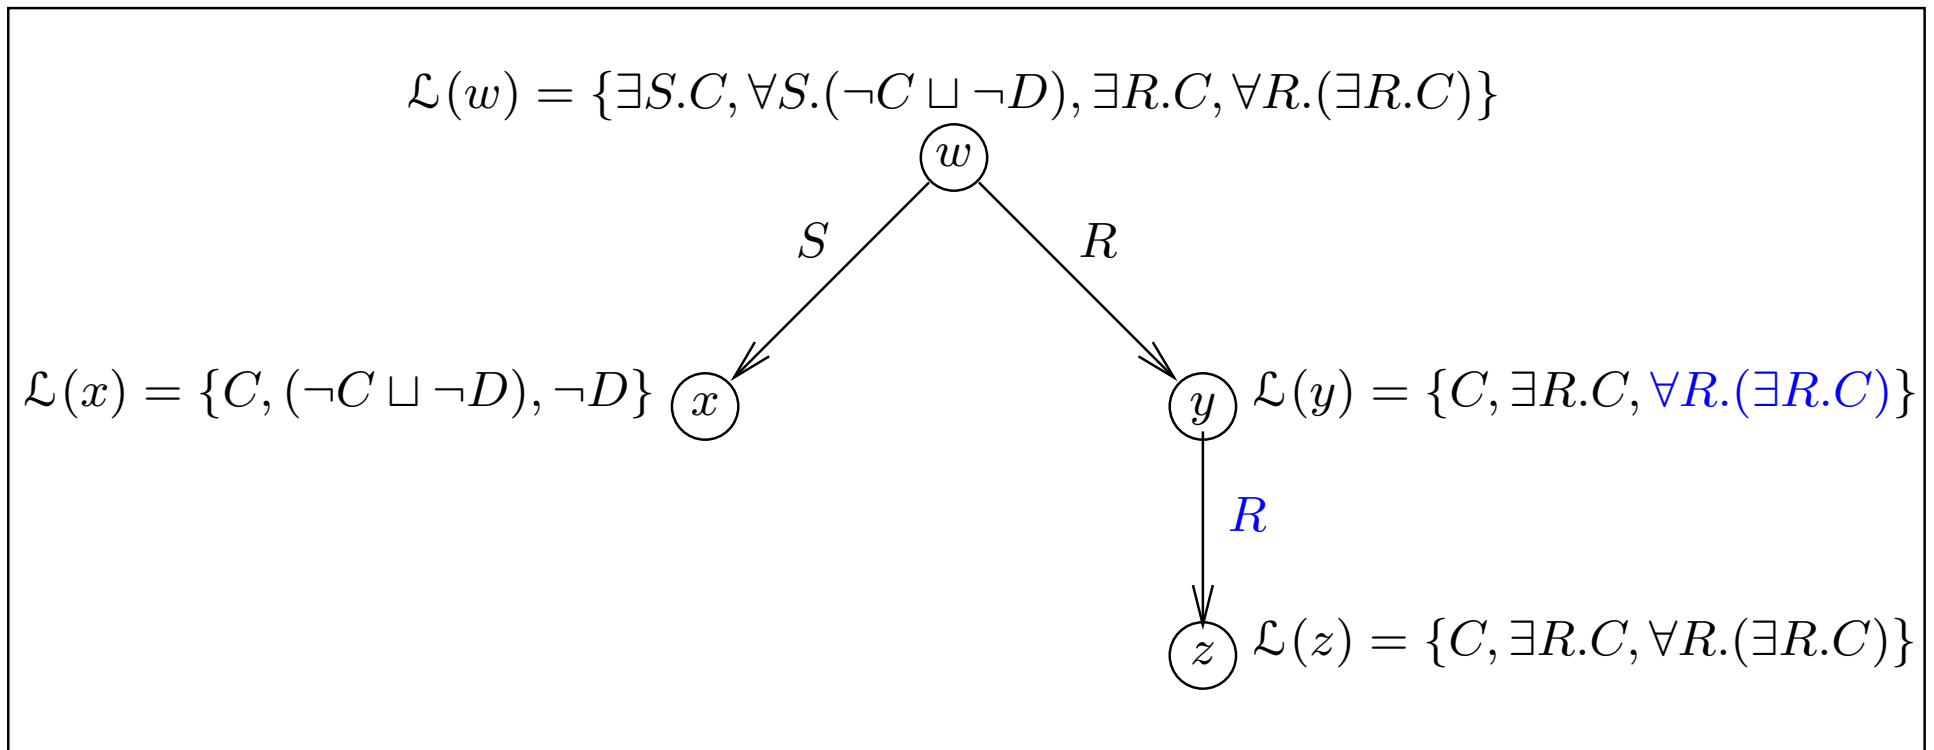 ℒ(w) = {∃S.C, ∀S.(¬C ⊔ ¬D), ∃R.C, ∀R.(∃R.C)}
w
S R
ℒ(x) = {C, (¬C ⊔ ¬D), ¬D} x y ℒ(y) = {C, ∃R.C, ∀R.(∃R.C)}
R
z ℒ(z) = {C, ∃R.C, ∀R.(∃R.C)}